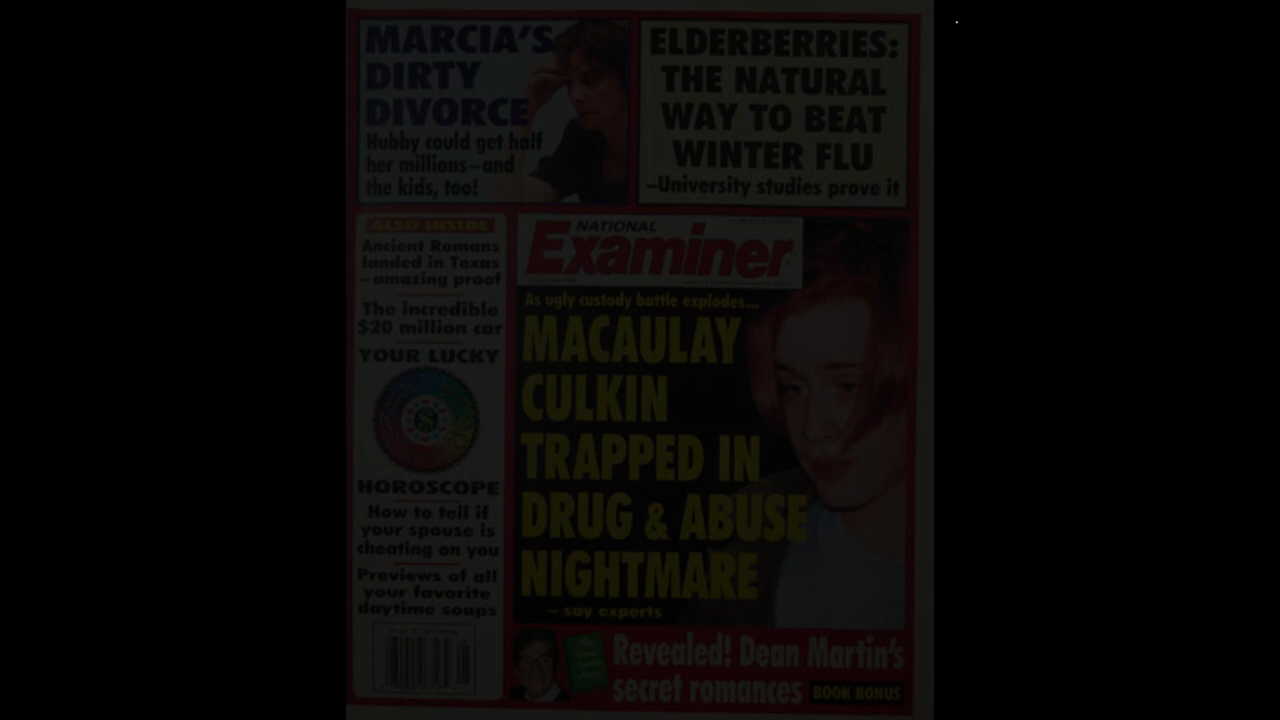 MARCIA'S
DIRTY
DIVORCE
Hubby could get half
her millions–and
the kids, too!
ELDERBERRIES:
THE NATURAL
WAY TO BEAT
WINTER FLU
–University studies prove it
ALSO INSIDE
Ancient Romans
landed in Texas
–amazing proof
The incredible
$20 million car
YOUR LUCKY
$
HOROSCOPE
How to tell if
your spouse is
cheating on you
Previews of all
your favorite
daytime soaps
NATIONAL
Examiner
As ugly custody battle explodes...
MACAULAY
CULKIN
TRAPPED IN
DRUG & ABUSE
NIGHTMARE
– say experts
Revealed! Dean Martin's
secret romances BOOK BONUS